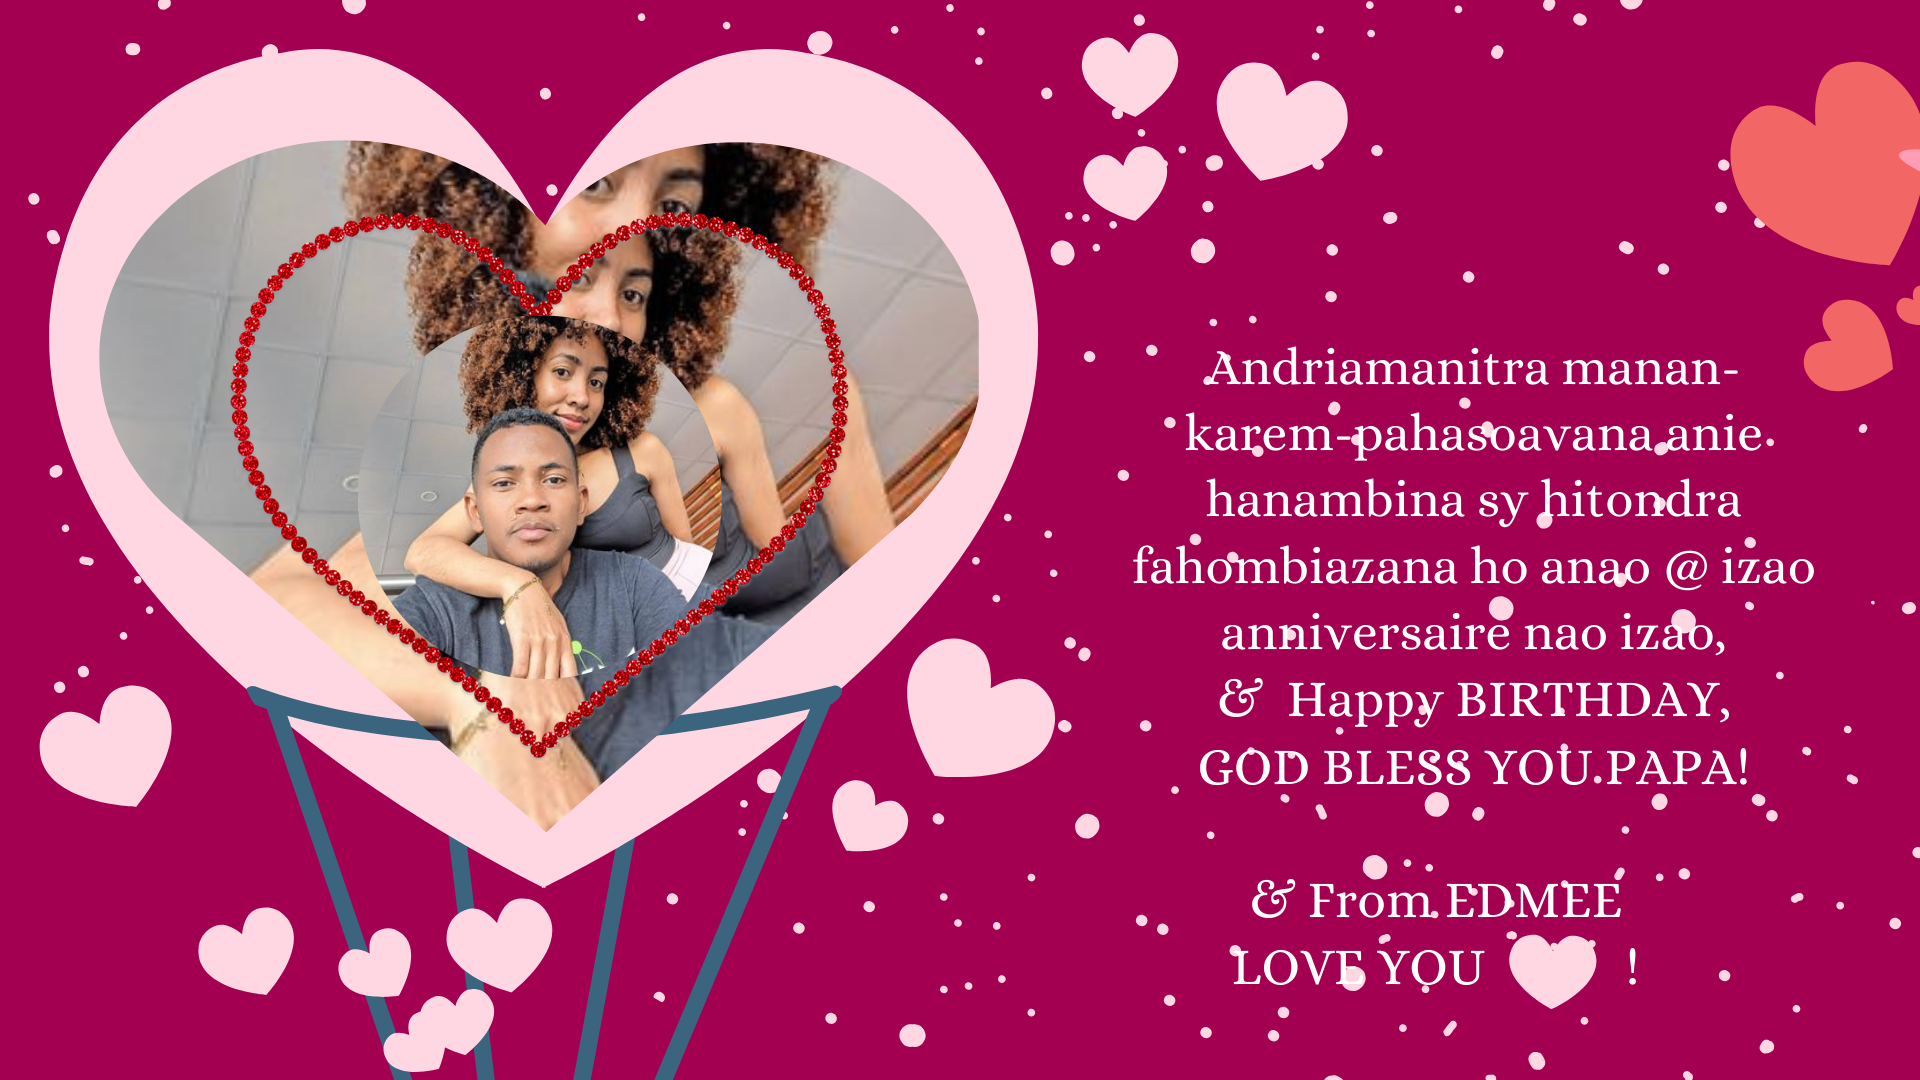 Andriamanitra manan-
karem-pahasoavana anie
hanambina sy hitondra
fahombiazana ho anao @ izao
anniversaire nao izao,
& Happy BIRTHDAY,
GOD BLESS YOU PAPA!
& From EDMEE
LOVE YOU !